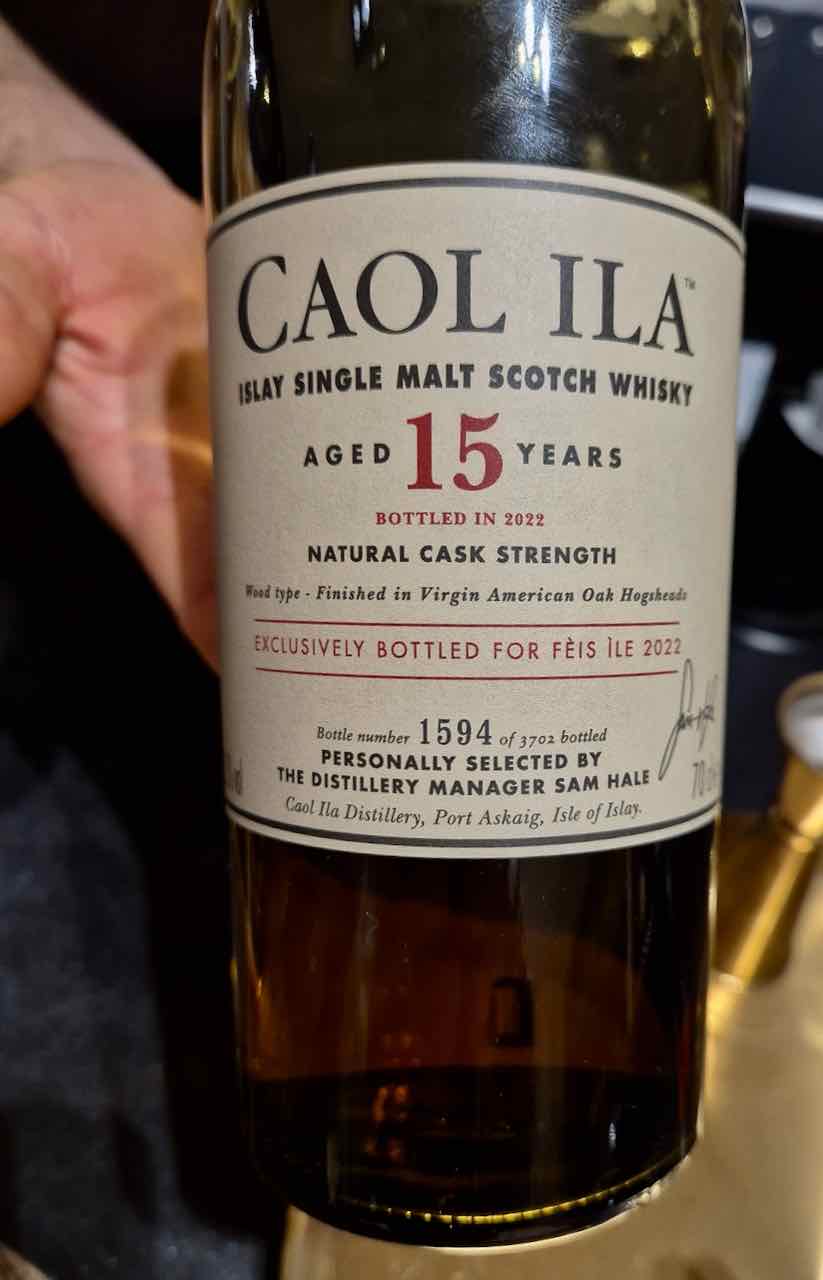 CAOL ILA™
ISLAY SINGLE MALT SCOTCH WHISKY
AGED 15 YEARS
BOTTLED IN 2022
NATURAL CASK STRENGTH
Wood type - Finished in Virgin American Oak Hogsheads
EXCLUSIVELY BOTTLED FOR FÈIS ÌLE 2022
Bottle number 1594 of 3702 bottled
PERSONALLY SELECTED BY
THE DISTILLERY MANAGER SAM HALE
Caol Ila Distillery, Port Askaig, Isle of Islay.